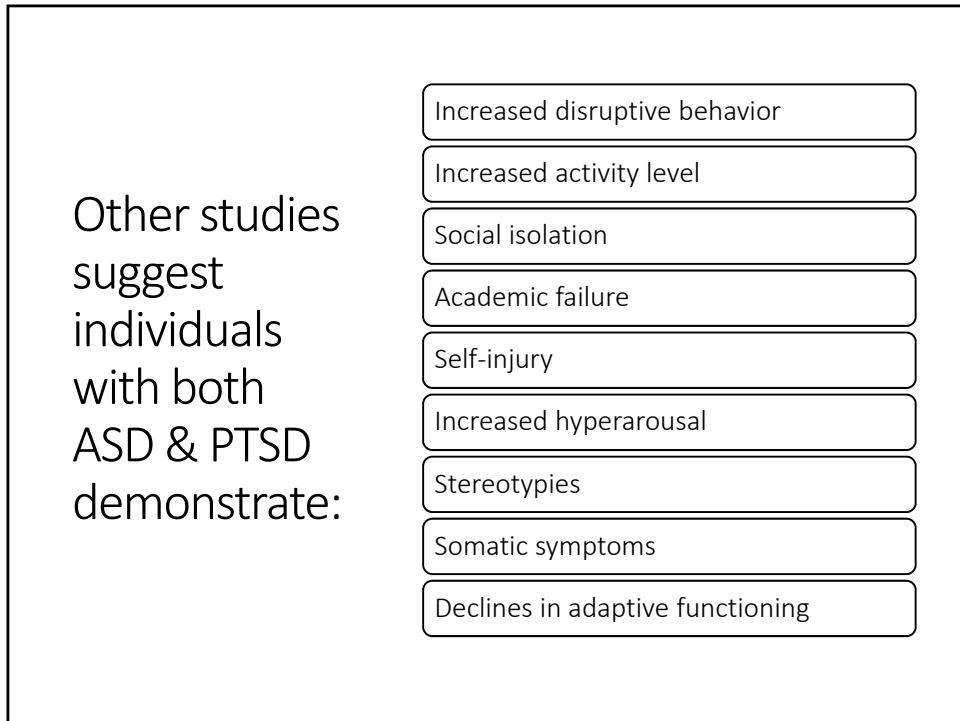 Other studies
suggest
individuals
with both
ASD & PTSD
demonstrate:
Increased disruptive behavior
Increased activity level
Social isolation
Academic failure
Self-injury
Increased hyperarousal
Stereotypies
Somatic symptoms
Declines in adaptive functioning